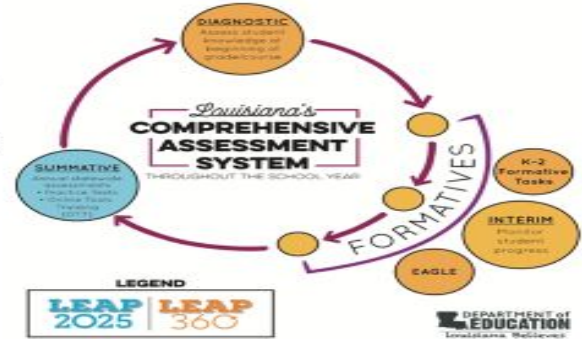 DIAGNOSTIC
Assess student
knowledge at
beginning of
grade/course
Louisiana's
COMPREHENSIVE
ASSESSMENT
SYSTEM
THROUGHOUT THE SCHOOL YEAR
SUMMATIVE
Annual statewide
assessments
• Practice Tests
• Online Tools
Training
(OTT)
FORMATIVES
K-2
Formative
Tasks
INTERIM
Monitor
student
progress
EAGLE
LEGEND
LEAP 2025
LEAP 360
DEPARTMENT of
EDUCATION
Louisiana Believes